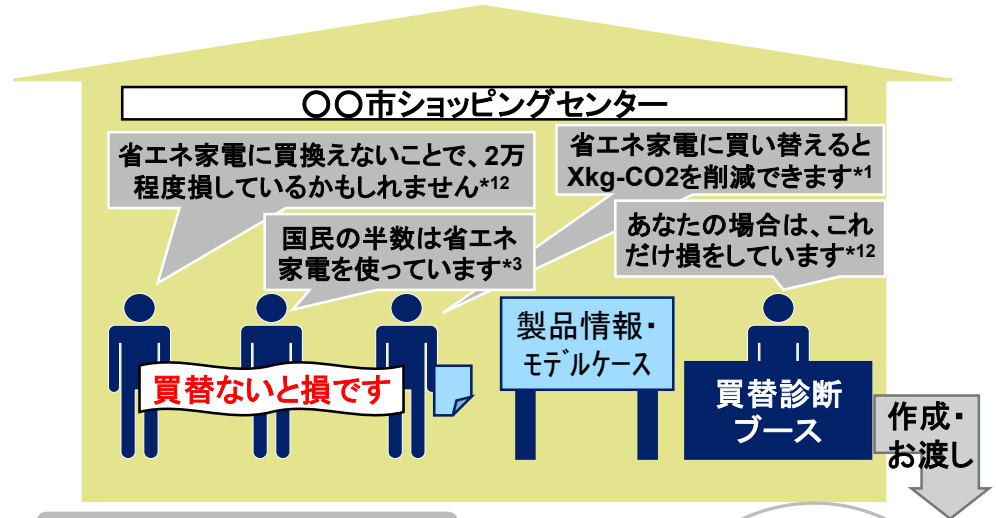 〇〇市ショッピングセンター
省エネ家電に買換えないことで、2万
程度損しているかもしれません*12
省エネ家電に買い替えると
Xkg-CO2を削減できます*1
国民の半数は省エネ
家電を使っています*3
あなたの場合は、これ
だけ損をしています*12
買替ないと損です
製品情報・
ﾓﾃﾞﾙケース
買替診断
ブース
作成・
お渡し